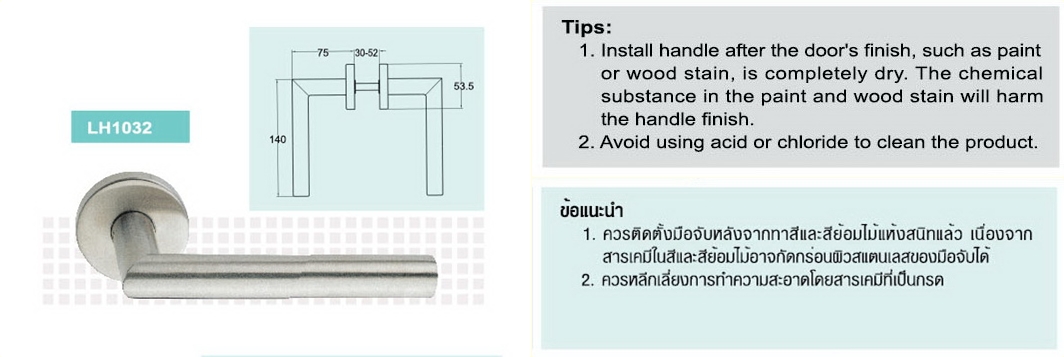 LH1032
75
30-52
53.5
140
Tips:
1. Install handle after the door's finish, such as paint
or wood stain, is completely dry. The chemical
substance in the paint and wood stain will harm
the handle finish.
2. Avoid using acid or chloride to clean the product.
ข้อแนะนำ
1. ควรติดตั้งมือจับหลังจากทาสีและสีย้อมไม้แห้งสนิทแล้ว เนื่องจาก
สารเคมีในสีและสีย้อมไม้อาจกัดกร่อนผิวสแตนเลสของมือจับได้
2. ควรหลีกเลี่ยงการทำความสะอาดโดยสารเคมีที่เป็นกรด